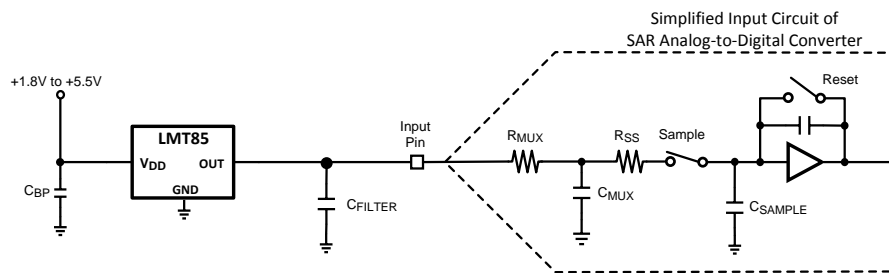 Simplified Input Circuit of
SAR Analog-to-Digital Converter
+1.8V to +5.5V
Reset
LMT85
Input
Pin
RMUX
RSS
Sample
VDD
OUT
GND
CBP
CFILTER
CMUX
CSAMPLE